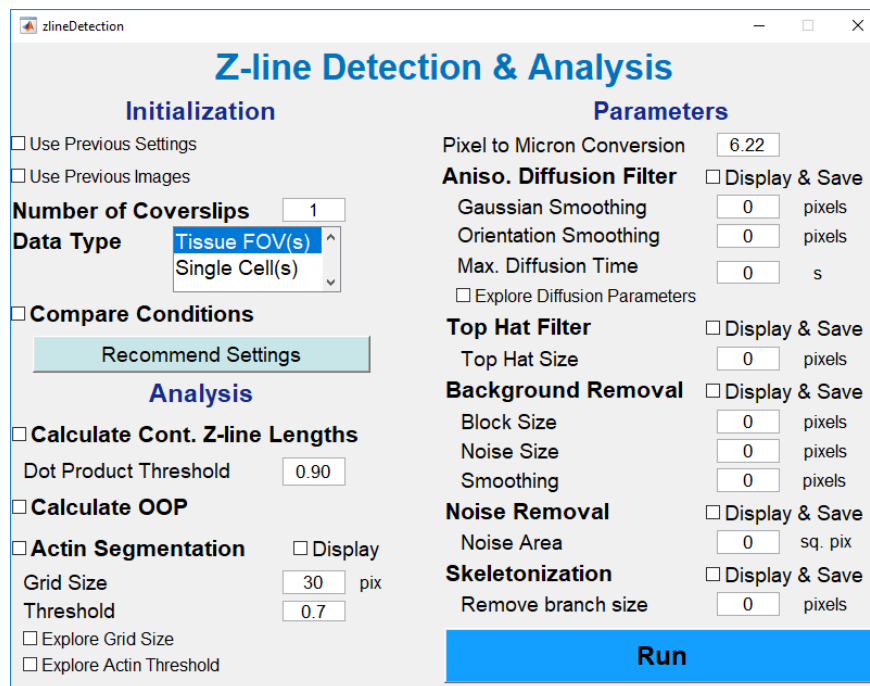 zlineDetection
Z-line Detection & Analysis
Initialization
Use Previous Settings
Use Previous Images
Number of Coverslips 1
Data Type Tissue FOV(s)
Single Cell(s)
Compare Conditions
Recommend Settings
Analysis
Calculate Cont. Z-line Lengths
Dot Product Threshold 0.90
Calculate OOP
Actin Segmentation Display
Grid Size 30 pix
Threshold 0.7
Explore Grid Size
Explore Actin Threshold
Parameters
Pixel to Micron Conversion 6.22
Aniso. Diffusion Filter Display & Save
Gaussian Smoothing 0 pixels
Orientation Smoothing 0 pixels
Max. Diffusion Time 0 s
Explore Diffusion Parameters
Top Hat Filter Display & Save
Top Hat Size 0 pixels
Background Removal Display & Save
Block Size 0 pixels
Noise Size 0 pixels
Smoothing 0 pixels
Noise Removal Display & Save
Noise Area 0 sq. pix
Skeletonization Display & Save
Remove branch size 0 pixels
Run